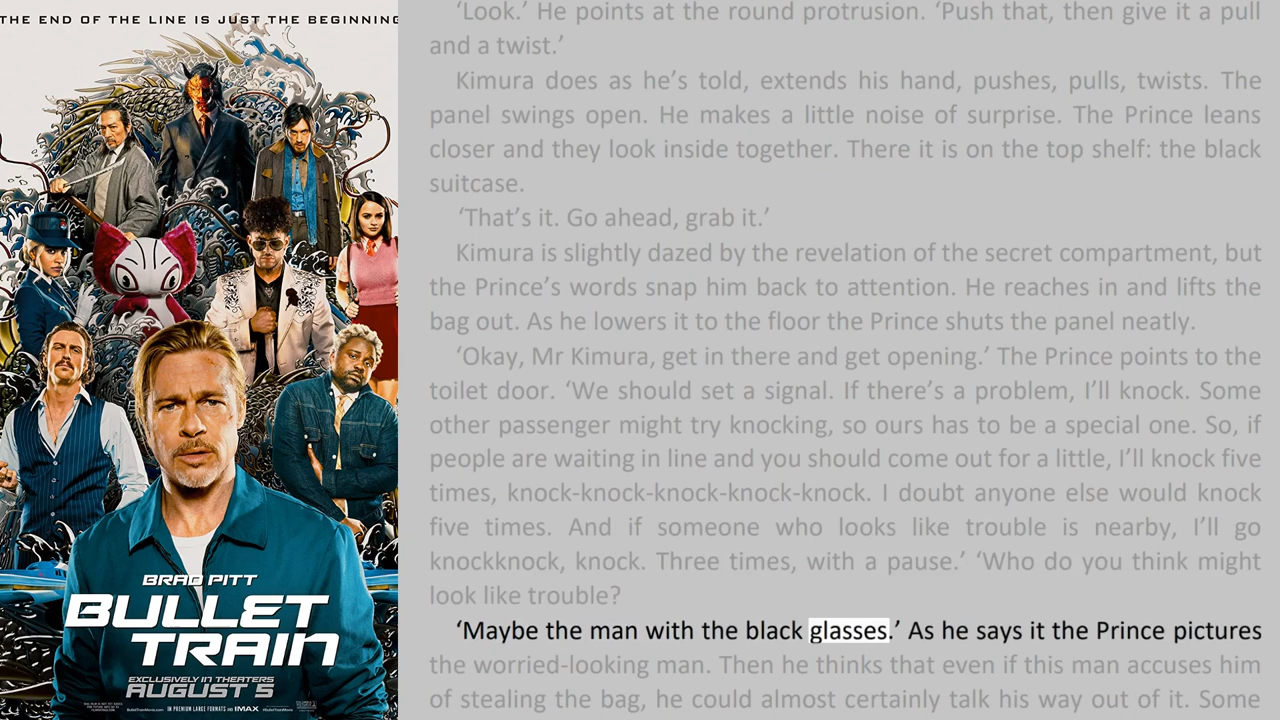 THE END OF THE LINE IS JUST THE BEGINNING
BRAD PITT
BULLET
TRAIN
EXCLUSIVELY IN THEATERS
AUGUST 5
BulletTrainMovie.com
IN PREMIUM LARGE FORMATS AND IMAX
#BulletTrainMovie
‘Look.’ He points at the round protrusion. ‘Push that, then give it a pull
and a twist.’
Kimura does as he’s told, extends his hand, pushes, pulls, twists. The
panel swings open. He makes a little noise of surprise. The Prince leans
closer and they look inside together. There it is on the top shelf: the black
suitcase.
‘That’s it. Go ahead, grab it.’
Kimura is slightly dazed by the revelation of the secret compartment, but
the Prince’s words snap him back to attention. He reaches in and lifts the
bag out. As he lowers it to the floor the Prince shuts the panel neatly.
‘Okay, Mr Kimura, get in there and get opening.’ The Prince points to the
toilet door. ‘We should set a signal. If there’s a problem, I’ll knock. Some
other passenger might try knocking, so ours has to be a special one. So, if
people are waiting in line and you should come out for a little, I’ll knock five
times, knock-knock-knock-knock-knock. I doubt anyone else would knock
five times. And if someone who looks like trouble is nearby, I’ll go
knockknock, knock. Three times, with a pause.’ ‘Who do you think might
look like trouble?
‘Maybe the man with the black glasses.’ As he says it the Prince pictures
the worried-looking man. Then he thinks that even if this man accuses him
of stealing the bag, he can almost certainly talk his way out of it. Some